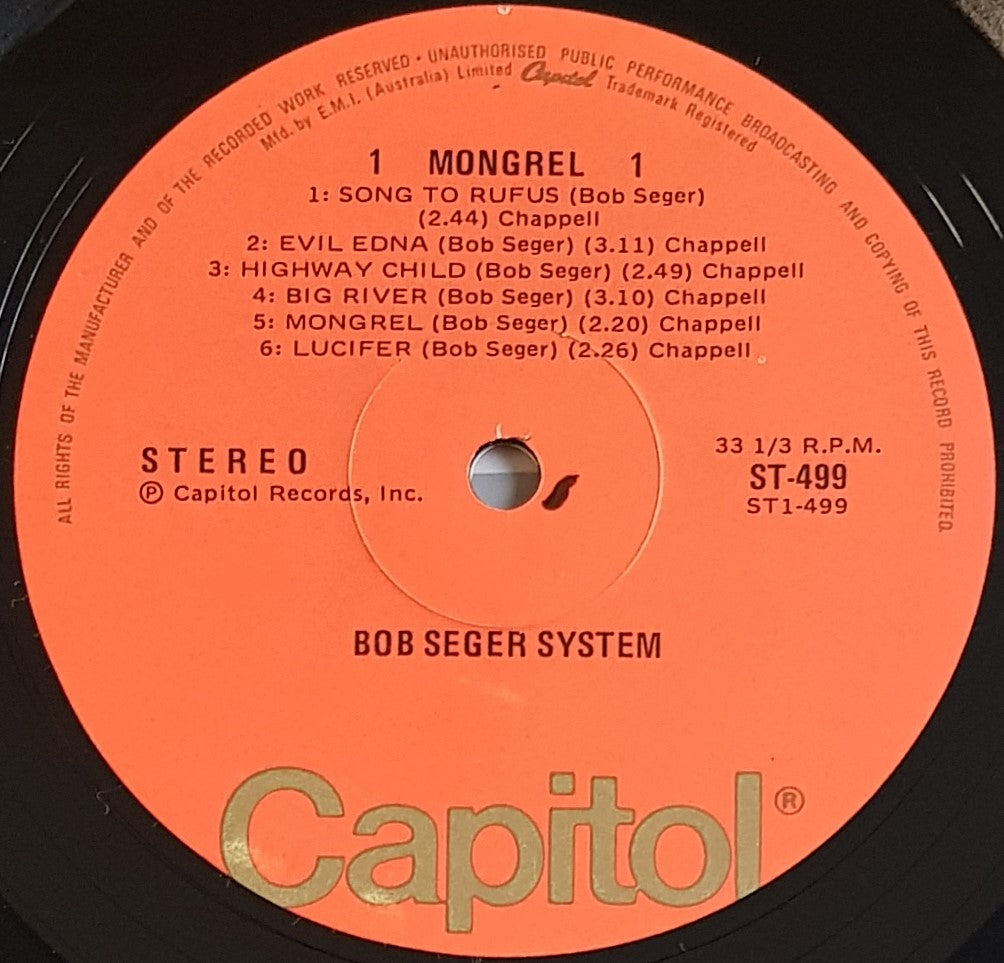 ALL RIGHTS OF THE MANUFACTURER AND OF THE RECORDED WORK RESERVED · UNAUTHORISED PUBLIC PERFORMANCE BROADCASTING AND COPYING OF THIS RECORD PROHIBITED
Mfd. by E.M.I. (Australia) Limited Capitol Trademark Registered
1 MONGREL 1
1: SONG TO RUFUS (Bob Seger)
(2.44) Chappell
2: EVIL EDNA (Bob Seger) (3.11) Chappell
3: HIGHWAY CHILD (Bob Seger) (2.49) Chappell
4: BIG RIVER (Bob Seger) (3.10) Chappell
5: MONGREL (Bob Seger) (2.20) Chappell
6: LUCIFER (Bob Seger) (2.26) Chappell
STEREO
℗ Capitol Records, Inc.
33 1/3 R.P.M.
ST-499
ST1-499
BOB SEGER SYSTEM
Capitol®